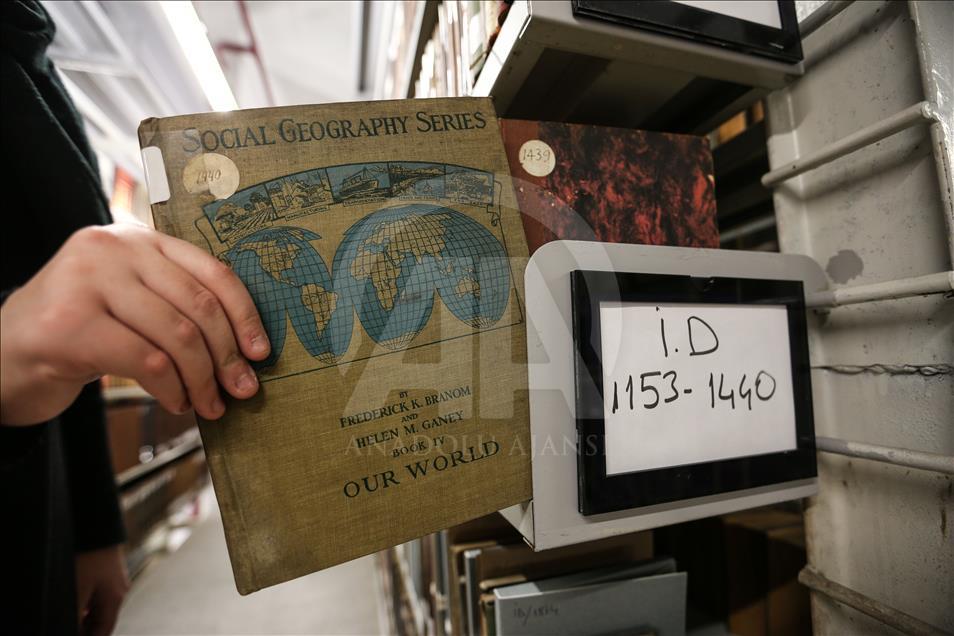 SOCIAL GEOGRAPHY SERIES
1440
1439
BY
FREDERICK K. BRANOM
AND
HELEN M. GANEY
BOOK IV
OUR WORLD
İ.D
1153-1440
AA
ANADOLU AJANSI